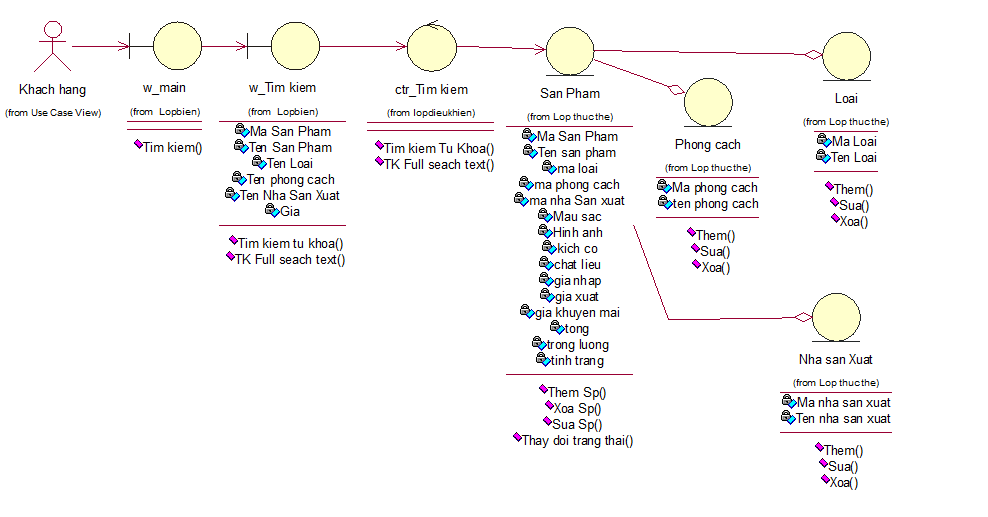 Khach hang
(from Use Case View)
w_main
(from Lopbien)
Tim kiem()
w_Tim kiem
(from Lopbien)
Ma San Pham
Ten San Pham
Ten Loai
Ten phong cach
Ten Nha San Xuat
Gia
Tim kiem tu khoa()
TK Full seach text()
ctr_Tim kiem
(from lopdieukhien)
Tim kiem Tu Khoa()
TK Full seach text()
San Pham
(from Lop thuc the)
Ma San Pham
Ten san pham
ma loai
ma phong cach
ma nha San xuat
Mau sac
Hinh anh
kich co
chat lieu
gia nhap
gia xuat
gia khuyen mai
tong
trong luong
tinh trang
Them Sp()
Xoa Sp()
Sua Sp()
Thay doi trang thai()
Phong cach
(from Lop thuc the)
Ma phong cach
ten phong cach
Them()
Sua()
Xoa()
Loai
(from Lop thuc the)
Ma Loai
Ten Loai
Them()
Sua()
Xoa()
Nha san Xuat
(from Lop thuc the)
Ma nha san xuat
Ten nha san xuat
Them()
Sua()
Xoa()